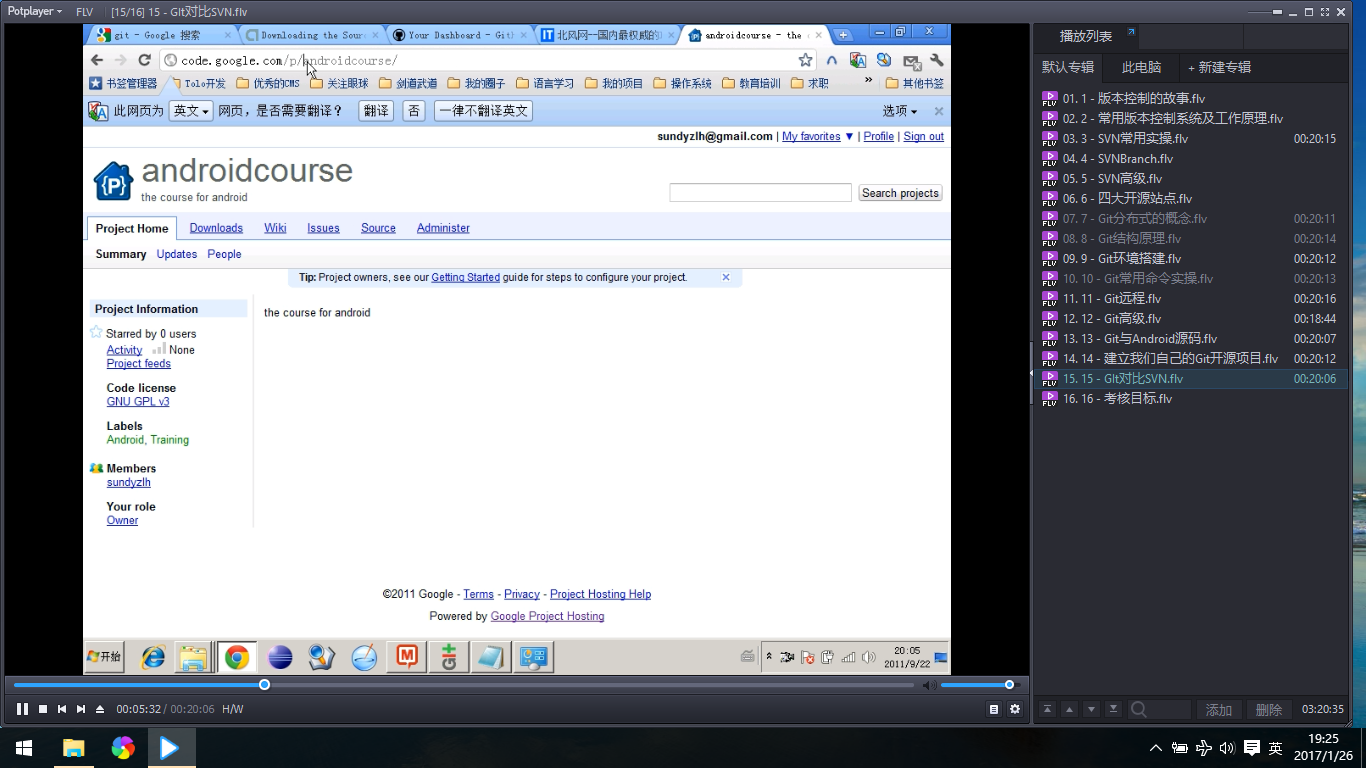 Potplayer FLV [15/16] 15 - GIt对比SVN.flv
git - Google 搜索 Downloading the Sour Your Dashboard - Git 北风网--国内最权威的I androidcourse - the
code.google.com/p/androidcourse/
书签管理器 Tolo开发 优秀的CMS 关注眼球 剑道武道 我的圈子 语言学习 我的项目 操作系统 教育培训 求职 » 其他书签
此网页为 英文 网页，是否需要翻译？ 翻译 否 一律不翻译英文 选项
sundyzlh@gmail.com | My favorites ▼ | Profile | Sign out
androidcourse
the course for android
Search projects
Project Home Downloads Wiki Issues Source Administer
Summary Updates People
Tip: Project owners, see our Getting Started guide for steps to configure your project.
Project Information
the course for android
Starred by 0 users
Activity None
Project feeds
Code license
GNU GPL v3
Labels
Android, Training
Members
sundyzlh
Your role
Owner
©2011 Google - Terms - Privacy - Project Hosting Help
Powered by Google Project Hosting
开始
20:05
2011/9/22
00:05:32 / 00:20:06 H/W
播放列表
默认专辑 此电脑 + 新建专辑
FLV 01. 1 - 版本控制的故事.flv
FLV 02. 2 - 常用版本控制系统及工作原理.flv
FLV 03. 3 - SVN常用实操.flv 00:20:15
FLV 04. 4 - SVNBranch.flv
FLV 05. 5 - SVN高级.flv
FLV 06. 6 - 四大开源站点.flv
FLV 07. 7 - Git分布式的概念.flv 00:20:11
FLV 08. 8 - Git结构原理.flv 00:20:14
FLV 09. 9 - Git环境搭建.flv 00:20:12
FLV 10. 10 - Git常用命令实操.flv 00:20:13
FLV 11. 11 - Git远程.flv 00:20:16
FLV 12. 12 - Git高级.flv 00:18:44
FLV 13. 13 - Git与Android源码.flv 00:20:07
FLV 14. 14 - 建立我们自己的Git开源项目.flv 00:20:12
FLV 15. 15 - GIt对比SVN.flv 00:20:06
FLV 16. 16 - 考核目标.flv
添加 删除 03:20:35
英
19:25
2017/1/26